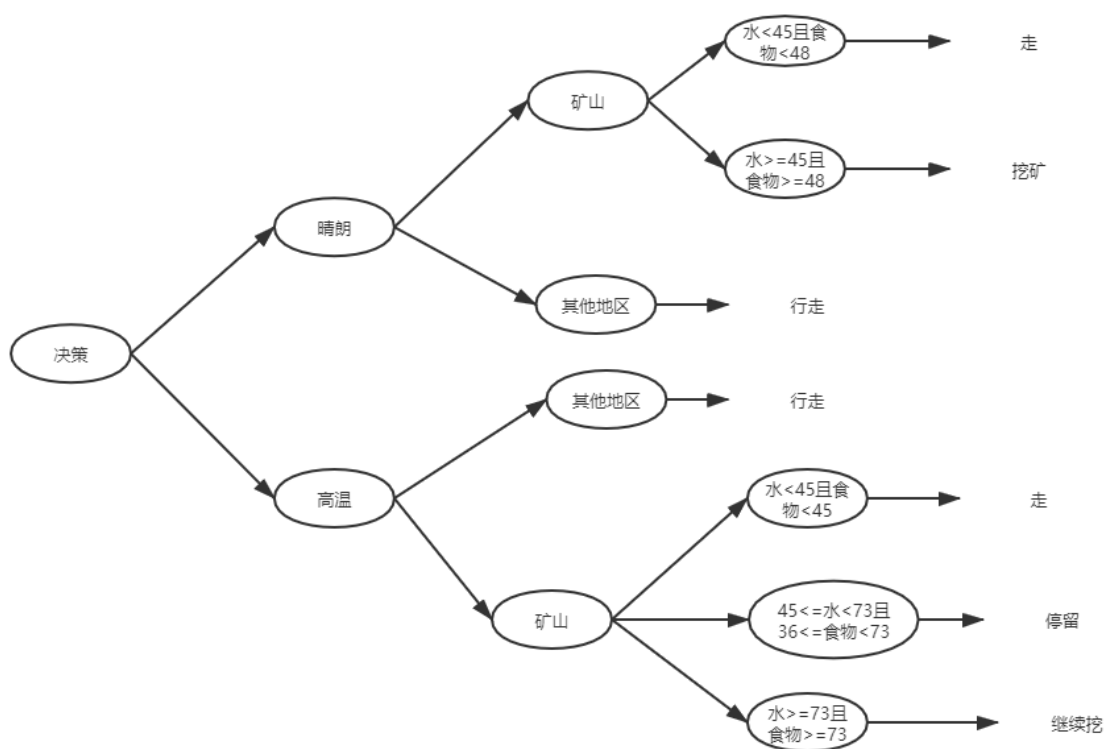 水<45且食
物<48
走
矿山
水>=45且
食物>=48
挖矿
晴朗
其他地区
行走
决策
其他地区
行走
高温
水<45且食
物<45
走
矿山
45<=水<73且
36<=食物<73
停留
水>=73且
食物>=73
继续挖